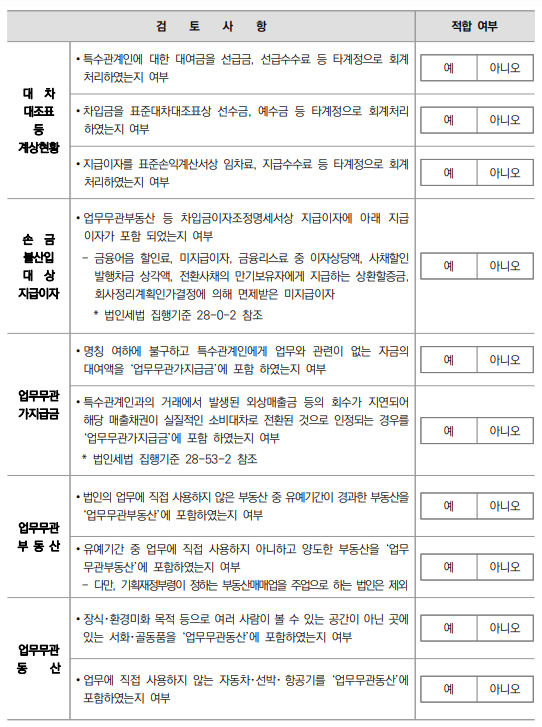 검 토 사 항 적합 여부
대 차
대조표
등
계상현황
• 특수관계인에 대한 대여금을 선급금, 선급수수료 등 타계정으로 회계
처리하였는지 여부
예 아니오
• 차입금을 표준대차대조표상 선수금, 예수금 등 타계정으로 회계처리
하였는지 여부
예 아니오
• 지급이자를 표준손익계산서상 임차료, 지급수수료 등 타계정으로 회계
처리하였는지 여부
예 아니오
손 금
불산입
대 상
지급이자
• 업무무관부동산 등 차입금이자조정명세서상 지급이자에 아래 지급
이자가 포함 되었는지 여부
- 금융어음 할인료, 미지급이자, 금융리스료 중 이자상당액, 사채할인
발행차금 상각액, 전환사채의 만기보유자에게 지급하는 상환할증금,
회사정리계획인가결정에 의해 면제받은 미지급이자
* 법인세법 집행기준 28-0-2 참조
예 아니오
업무무관
가지급금
• 명칭 여하에 불구하고 특수관계인에게 업무와 관련이 없는 자금의
대여액을 '업무무관가지급금'에 포함 하였는지 여부
예 아니오
• 특수관계인과의 거래에서 발생된 외상매출금 등의 회수가 지연되어
해당 매출채권이 실질적인 소비대차로 전환된 것으로 인정되는 경우를
'업무무관가지급금'에 포함 하였는지 여부
* 법인세법 집행기준 28-53-2 참조
예 아니오
업무무관
부 동 산
• 법인의 업무에 직접 사용하지 않은 부동산 중 유예기간이 경과한 부동산을
'업무무관부동산'에 포함하였는지 여부
예 아니오
• 유예기간 중 업무에 직접 사용하지 아니하고 양도한 부동산을 '업무
무관부동산'에 포함하였는지 여부
- 다만, 기획재정부령이 정하는 부동산매매업을 주업으로 하는 법인은 제외
예 아니오
업무무관
동 산
• 장식·환경미화 목적 등으로 여러 사람이 볼 수 있는 공간이 아닌 곳에
있는 서화·골동품을 '업무무관동산'에 포함하였는지 여부
예 아니오
• 업무에 직접 사용하지 않는 자동차·선박·항공기를 '업무무관동산'에
포함하였는지 여부
예 아니오